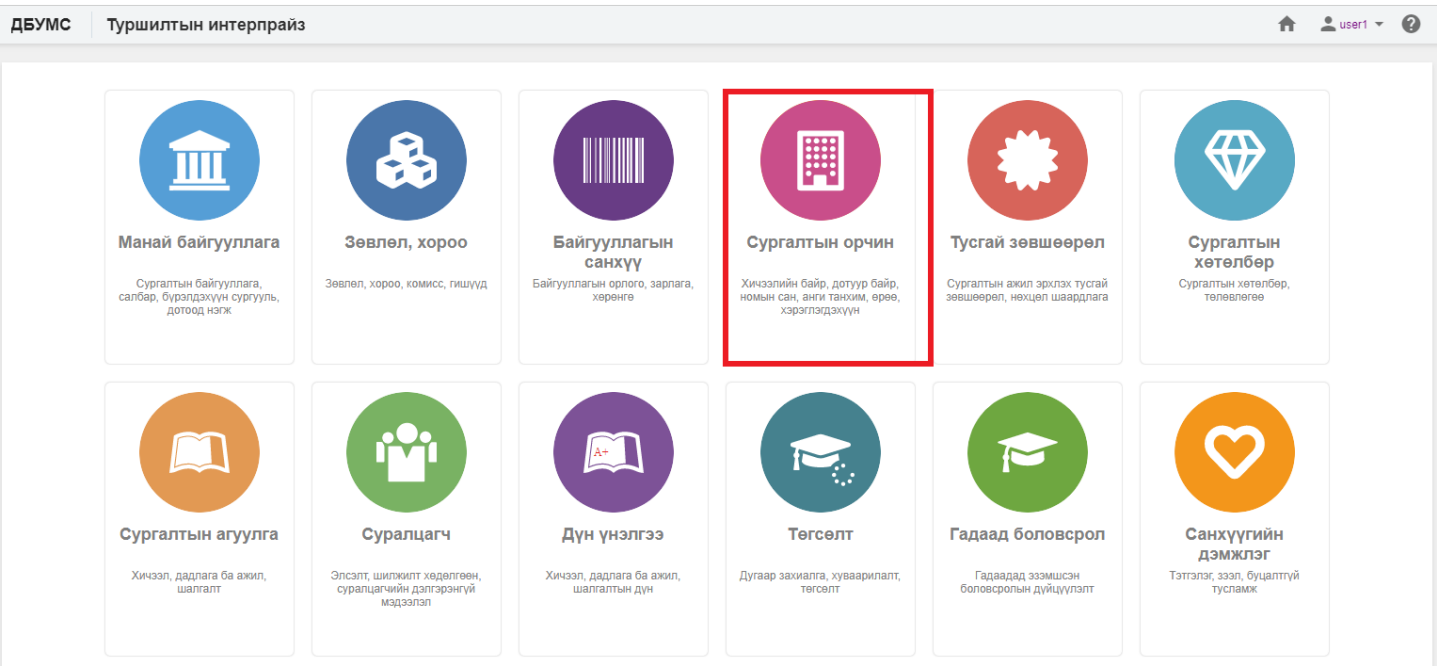 ДБУМС Туршилтын интерпрайз user1
Манай байгууллага
Сургалтын байгууллага,
салбар, бүрэлдэхүүн сургууль,
дотоод нэгж
Зөвлөл, хороо
Зөвлөл, хороо, комисс, гишүүд
Байгууллагын
санхүү
Байгууллагын орлого, зарлага,
хөрөнгө
Сургалтын орчин
Хичээлийн байр, дотуур байр,
номын сан, анги танхим, өрөө,
хэрэглэгдэхүүн
Тусгай зөвшөөрөл
Сургалтын ажил эрхлэх тусгай
зөвшөөрөл, нөхцөл шаардлага
Сургалтын
хөтөлбөр
Сургалтын хөтөлбөр,
төлөвлөгөө
Сургалтын агуулга
Хичээл, дадлага ба ажил,
шалгалт
Суралцагч
Элсэлт, шилжилт хөдөлгөөн,
суралцагчийн дэлгэрэнгүй
мэдээлэл
A+
Дүн үнэлгээ
Хичээл, дадлага ба ажил,
шалгалтын дүн
Төгсөлт
Дугаар захиалга, хуваарилалт,
төгсөлт
Гадаад боловсрол
Гадаадад эзэмшсэн
боловсролын дүйцүүлэлт
Санхүүгийн
дэмжлэг
Тэтгэлэг, зээл, буцалтгүй
тусламж